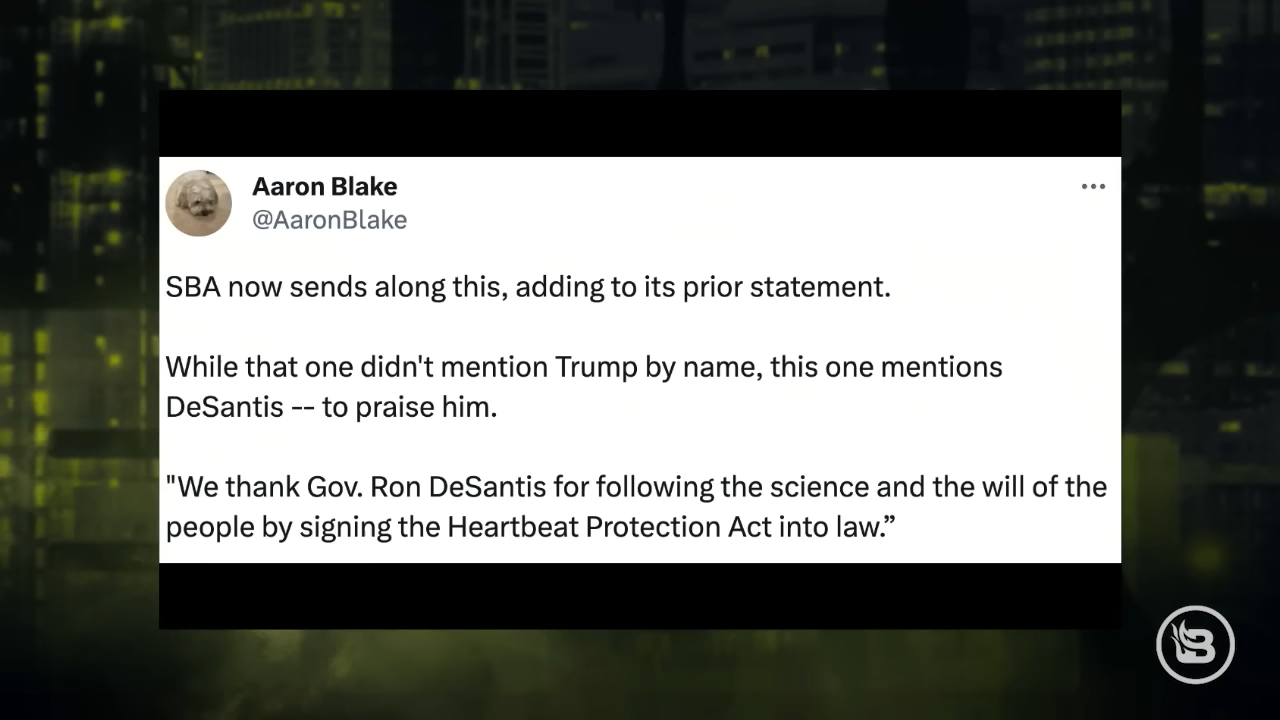 Aaron Blake
@AaronBlake
SBA now sends along this, adding to its prior statement.
While that one didn't mention Trump by name, this one mentions
DeSantis -- to praise him.
"We thank Gov. Ron DeSantis for following the science and the will of the
people by signing the Heartbeat Protection Act into law.”
B